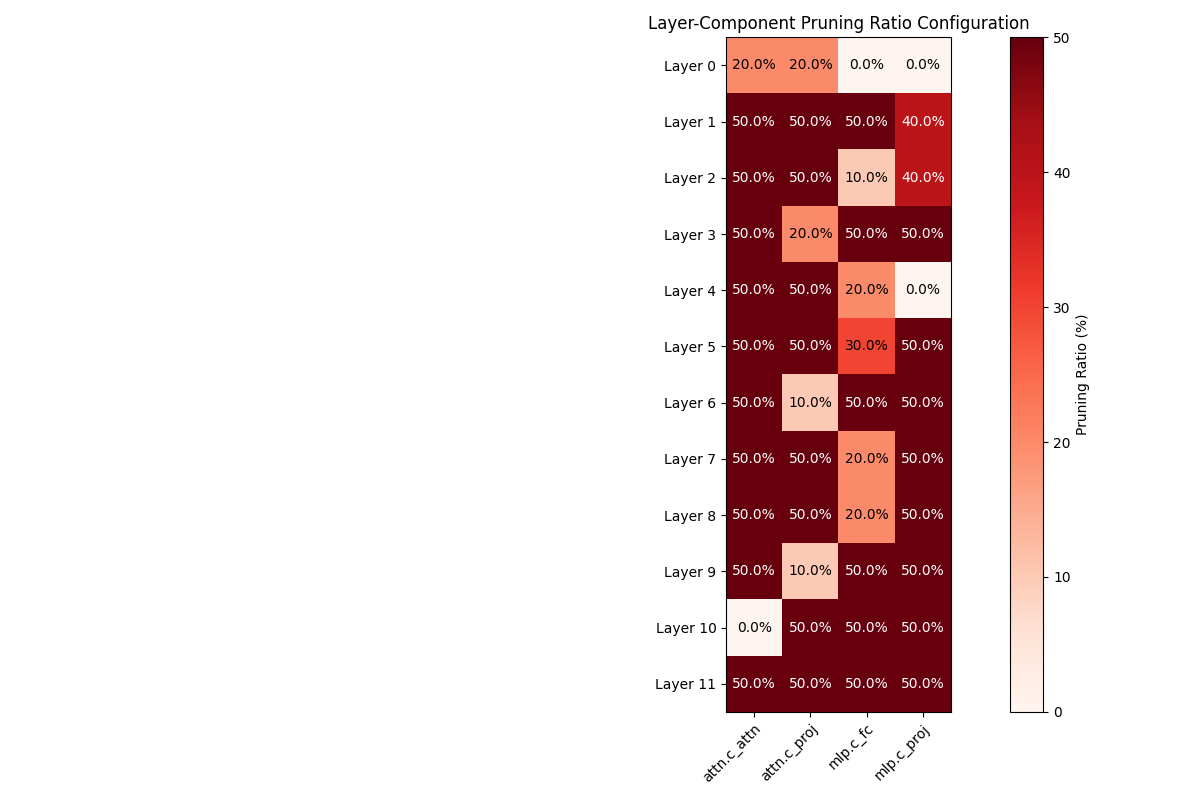 Layer-Component Pruning Ratio Configuration
Layer 0 20.0% 20.0% 0.0% 0.0%
Layer 1 50.0% 50.0% 50.0% 40.0%
Layer 2 50.0% 50.0% 10.0% 40.0%
Layer 3 50.0% 20.0% 50.0% 50.0%
Layer 4 50.0% 50.0% 20.0% 0.0%
Layer 5 50.0% 50.0% 30.0% 50.0%
Layer 6 50.0% 10.0% 50.0% 50.0%
Layer 7 50.0% 50.0% 20.0% 50.0%
Layer 8 50.0% 50.0% 20.0% 50.0%
Layer 9 50.0% 10.0% 50.0% 50.0%
Layer 10 0.0% 50.0% 50.0% 50.0%
Layer 11 50.0% 50.0% 50.0% 50.0%
attn.c_attn attn.c_proj mlp.c_fc mlp.c_proj
50
40
30
20
10
0
Pruning Ratio (%)